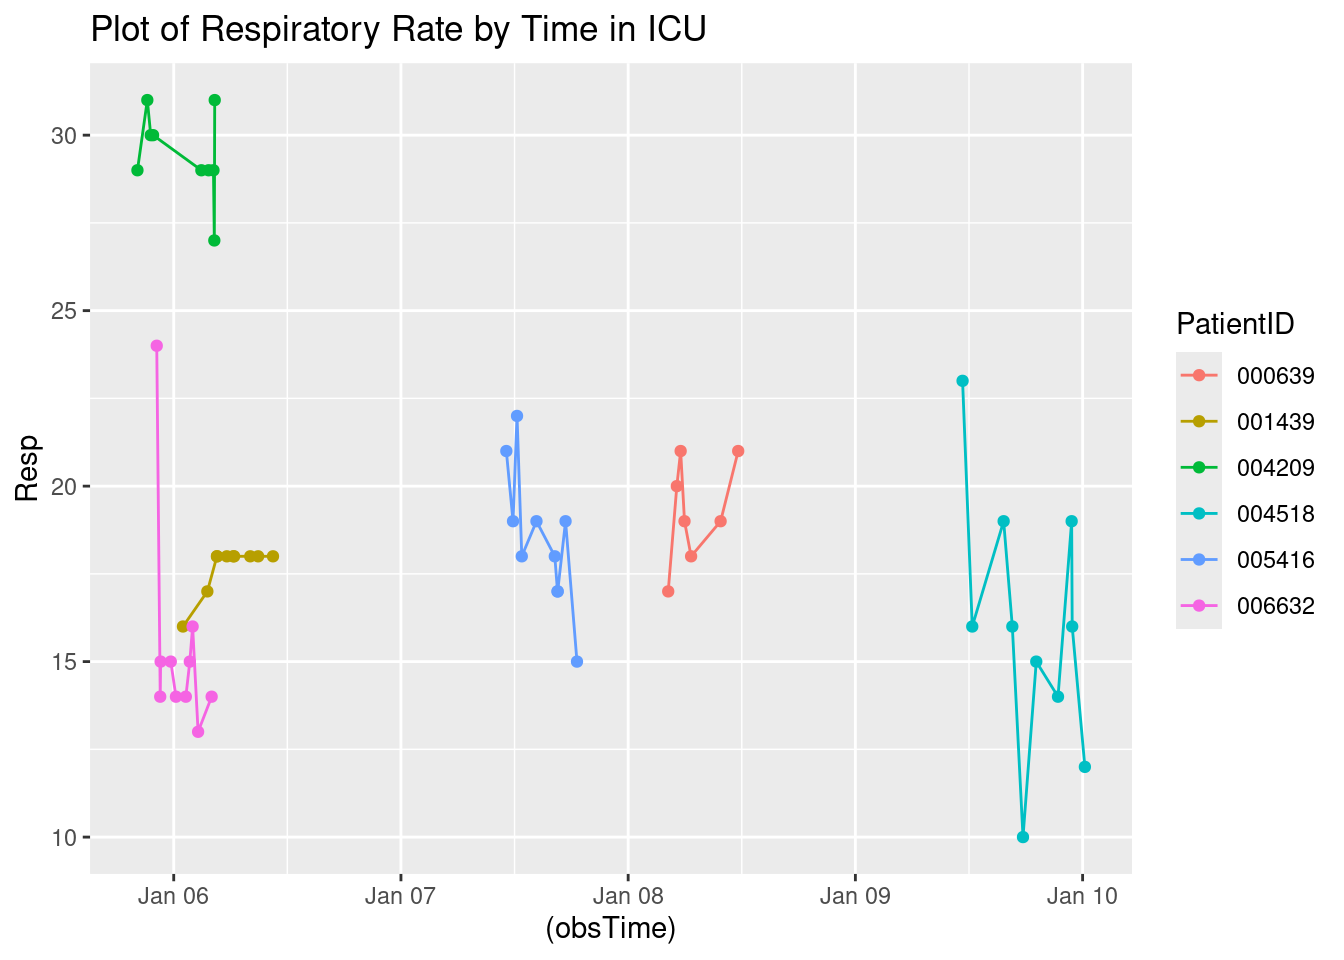 Plot of Respiratory Rate by Time in ICU
30
25
20
15
10
Resp
Jan 06 Jan 07 Jan 08 Jan 09 Jan 10
(obsTime)
PatientID
000639
001439
004209
004518
005416
006632